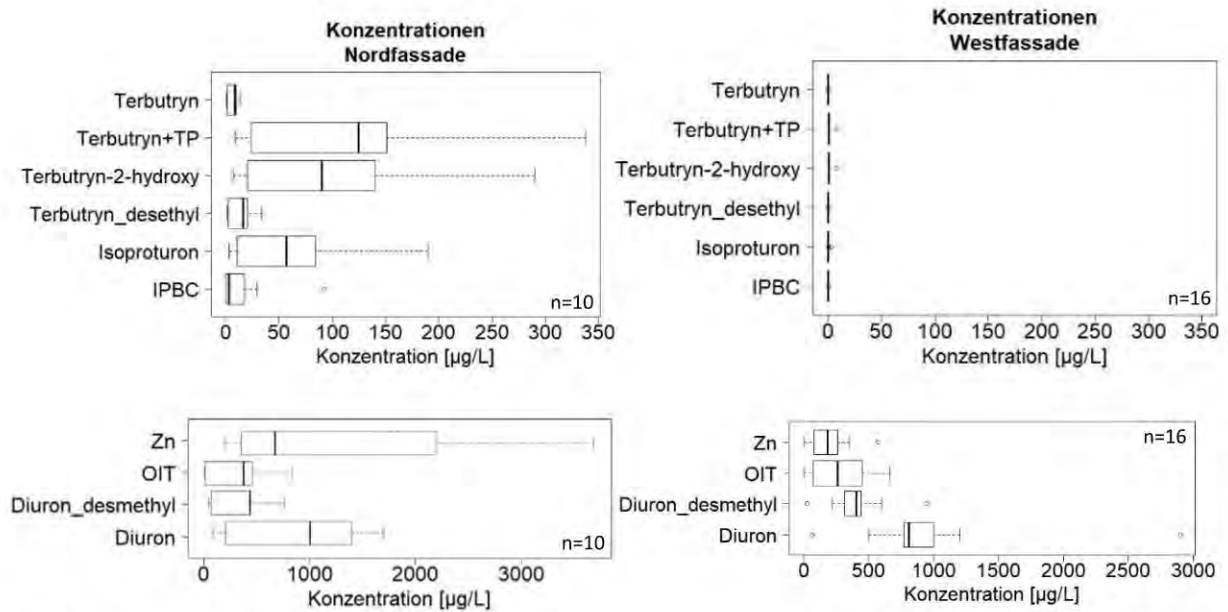 Konzentrationen
Nordfassade
Terbutryn
Terbutryn+TP
Terbutryn-2-hydroxy
Terbutryn_desethyl
Isoproturon
IPBC
n=10
0 50 100 150 200 250 300 350
Konzentration [µg/L]
Konzentrationen
Westfassade
Terbutryn
Terbutryn+TP
Terbutryn-2-hydroxy
Terbutryn_desethyl
Isoproturon
IPBC
n=16
0 50 100 150 200 250 300 350
Konzentration [µg/L]
Zn
OIT
Diuron_desmethyl
Diuron
n=10
0 1000 2000 3000
Konzentration [µg/L]
Zn
OIT
Diuron_desmethyl
Diuron
n=16
0 500 1000 1500 2000 2500 3000
Konzentration [µg/L]